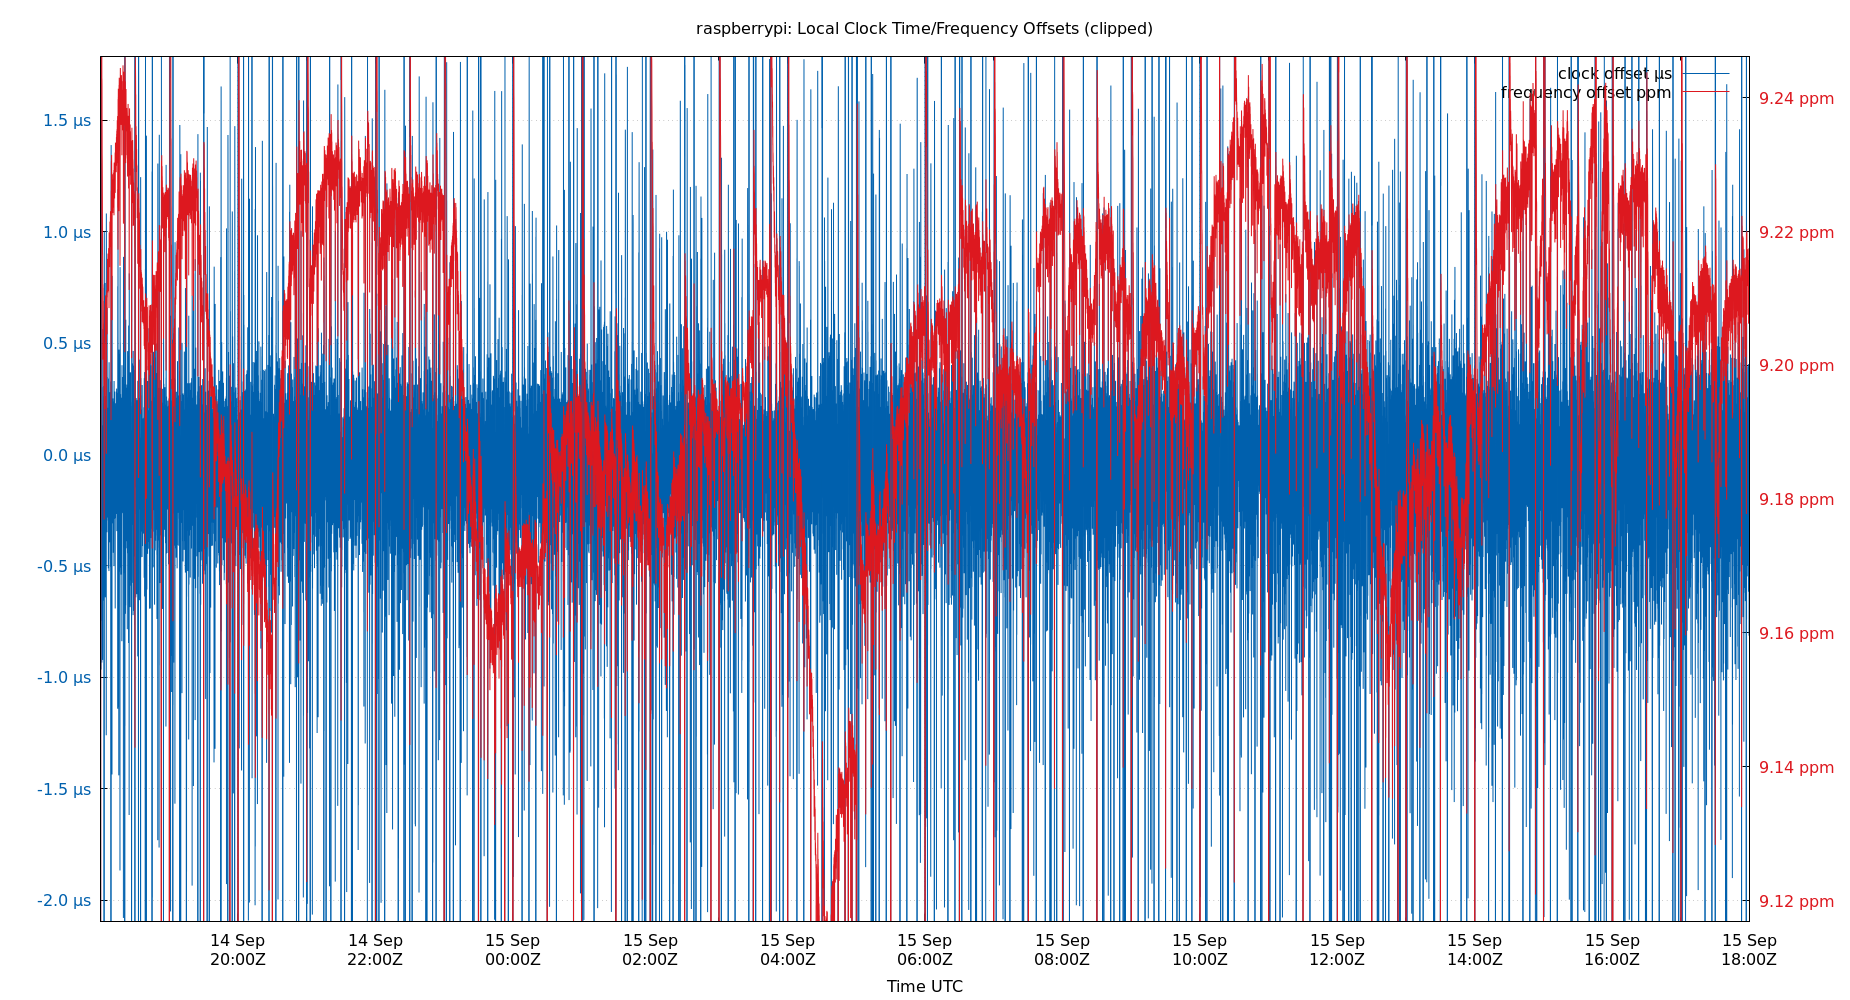 raspberrypi: Local Clock Time/Frequency Offsets (clipped)
clock offset µs
frequency offset ppm
1.5 µs
1.0 µs
0.5 µs
0.0 µs
-0.5 µs
-1.0 µs
-1.5 µs
-2.0 µs
9.24 ppm
9.22 ppm
9.20 ppm
9.18 ppm
9.16 ppm
9.14 ppm
9.12 ppm
14 Sep 14 Sep 15 Sep 15 Sep 15 Sep 15 Sep 15 Sep 15 Sep 15 Sep 15 Sep 15 Sep 15 Sep
20:00Z 22:00Z 00:00Z 02:00Z 04:00Z 06:00Z 08:00Z 10:00Z 12:00Z 14:00Z 16:00Z 18:00Z
Time UTC